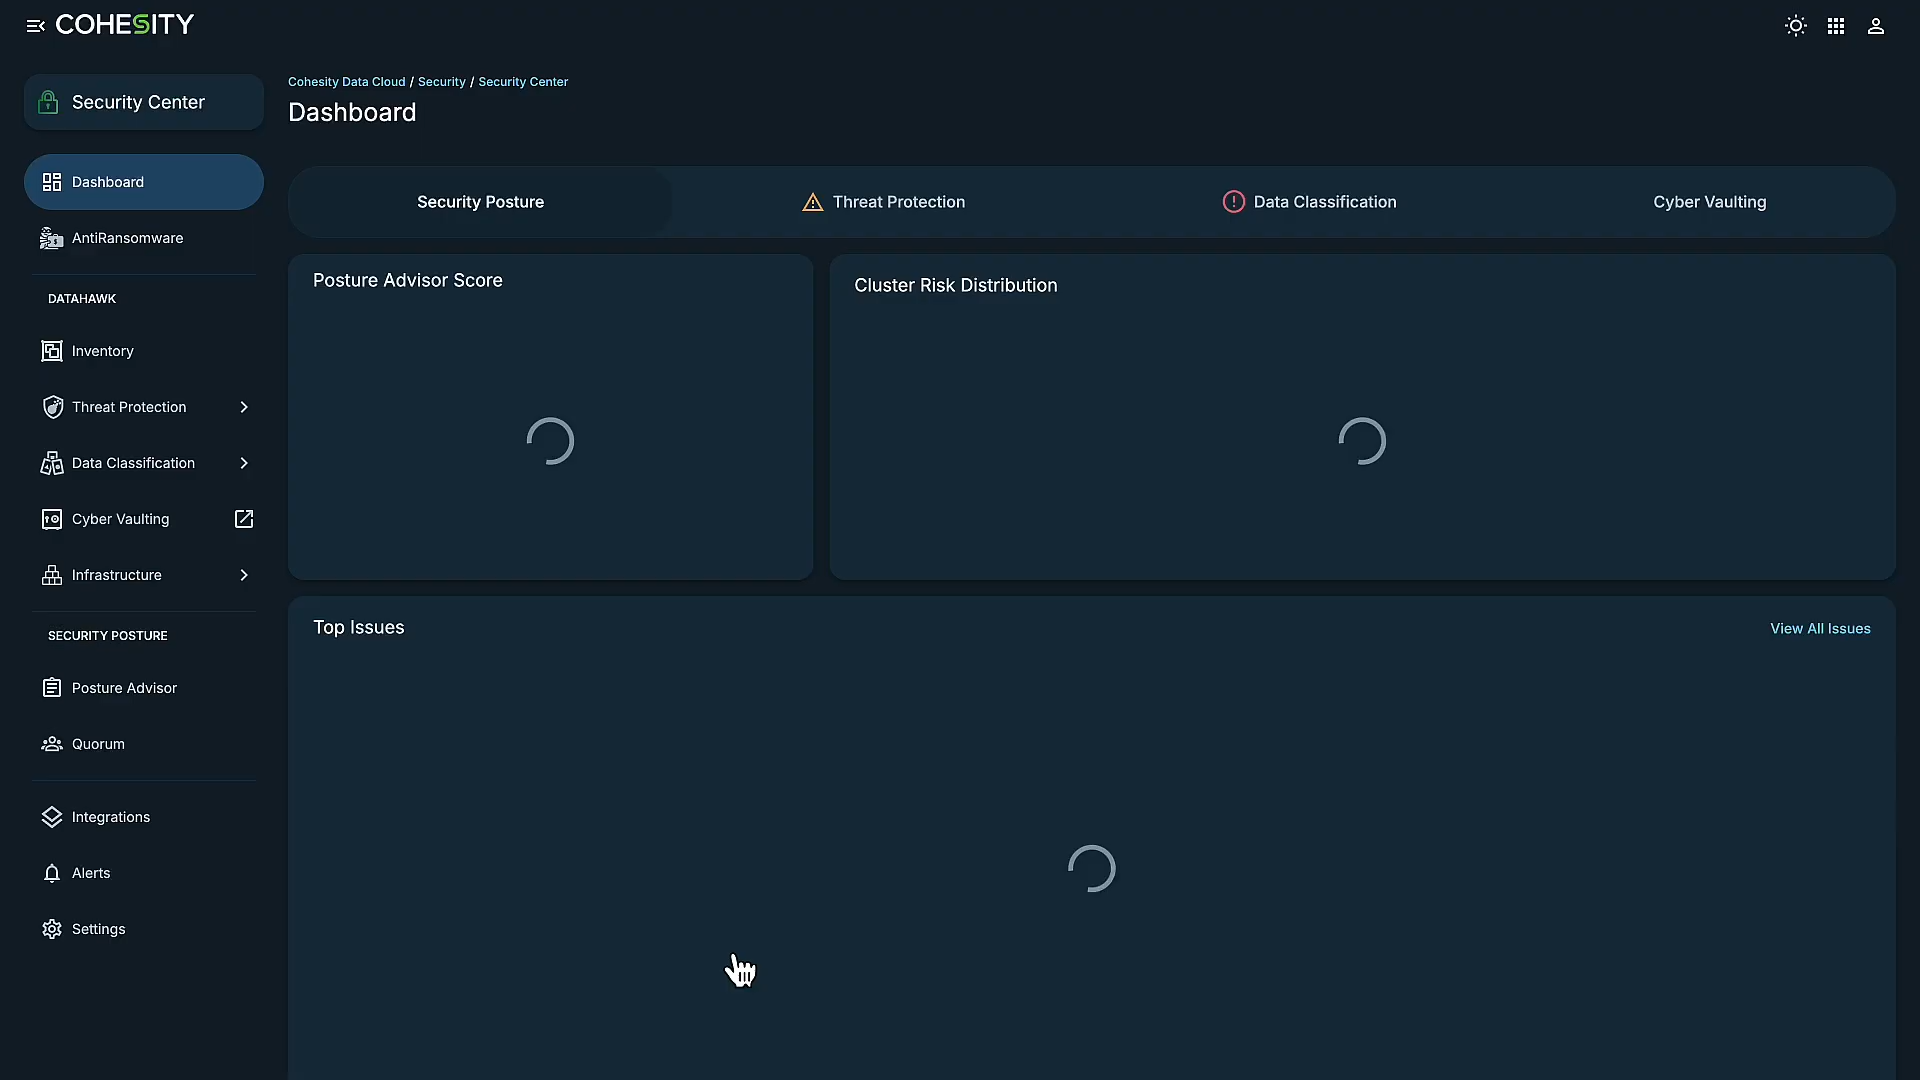 COHESITY
Security Center
Dashboard
AntiRansomware
DATAHAWK
Inventory
Threat Protection
Data Classification
Cyber Vaulting
Infrastructure
SECURITY POSTURE
Posture Advisor
Quorum
Integrations
Alerts
Settings
Cohesity Data Cloud / Security / Security Center
Dashboard
Security Posture
Threat Protection
Data Classification
Cyber Vaulting
Posture Advisor Score
Cluster Risk Distribution
Top Issues
View All Issues